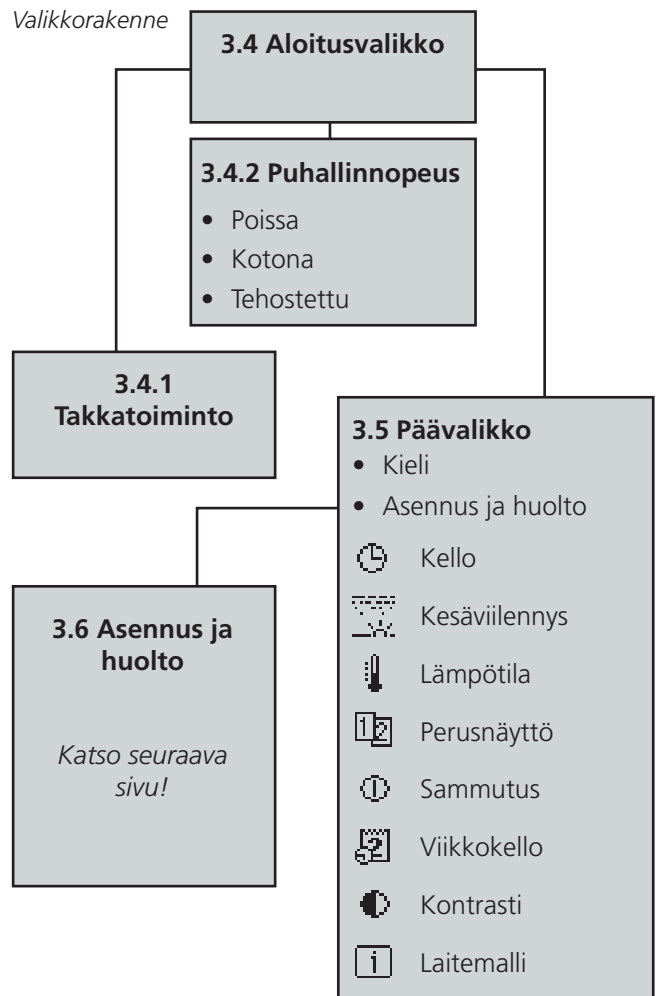 Valikkorakenne
3.4 Aloitusvalikko
3.4.2 Puhallinnopeus
• Poissa
• Kotona
• Tehostettu
3.4.1
Takkatoiminto
3.5 Päävalikko
• Kieli
• Asennus ja huolto
Kello
Kesäviilennys
Lämpötila
12 Perusnäyttö
Sammutus
2 Viikkokello
Kontrasti
i Laitemalli
3.6 Asennus ja
huolto
Katso seuraava
sivu!